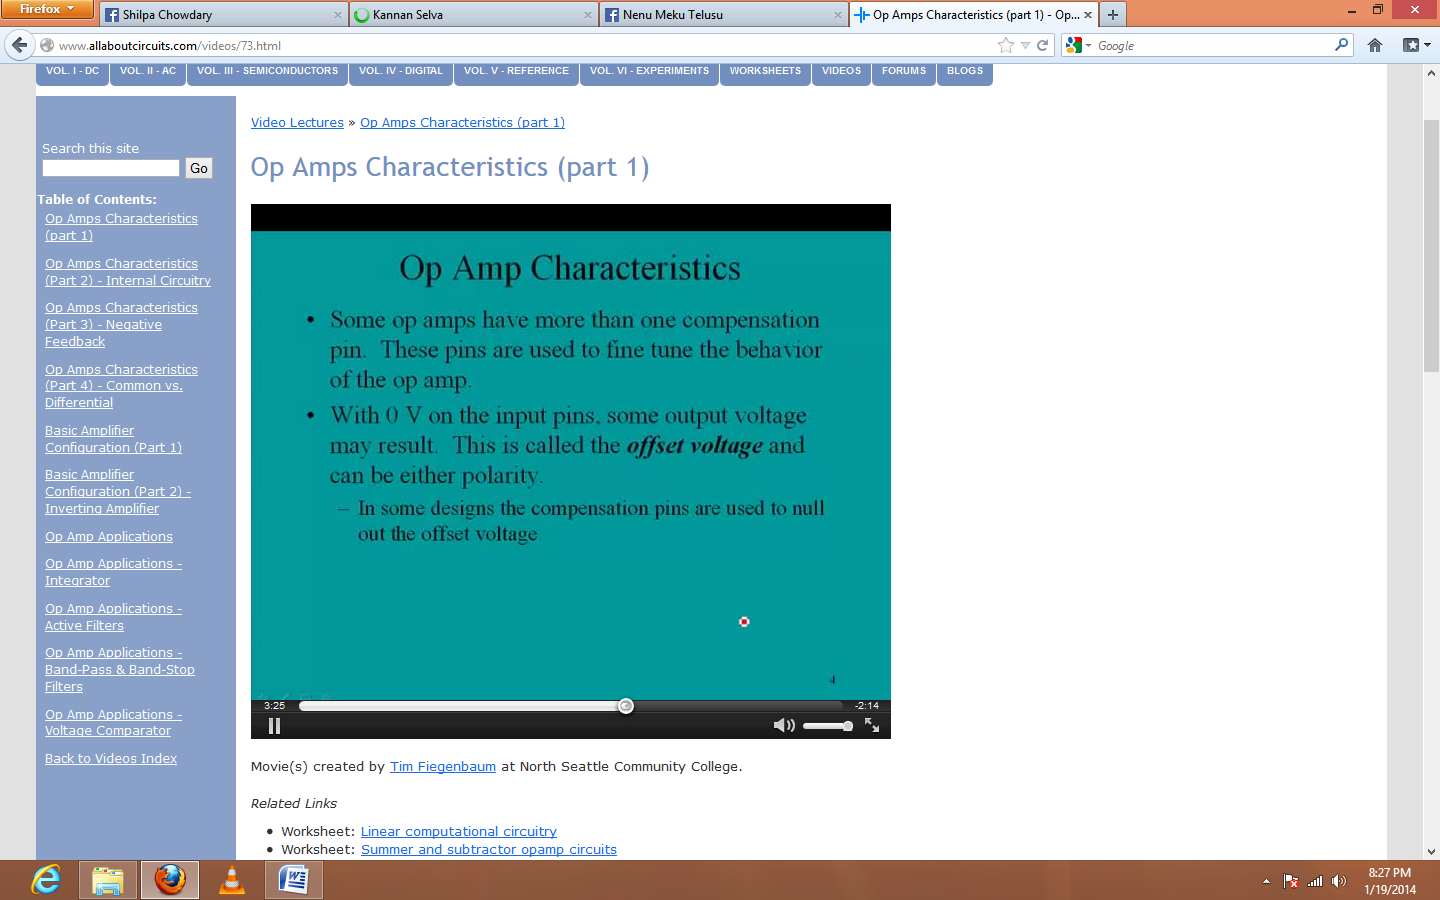 Firefox
Shilpa Chowdary
Kannan Selva
Nenu Meku Telusu
Op Amps Characteristics (part 1) - Op...
www.allaboutcircuits.com/videos/73.html
Google
VOL. I - DC
VOL. II - AC
VOL. III - SEMICONDUCTORS
VOL. IV - DIGITAL
VOL. V - REFERENCE
VOL. VI - EXPERIMENTS
WORKSHEETS
VIDEOS
FORUMS
BLOGS
Search this site
Go
Table of Contents:
Op Amps Characteristics
(part 1)
Op Amps Characteristics
(Part 2) - Internal Circuitry
Op Amps Characteristics
(Part 3) - Negative
Feedback
Op Amps Characteristics
(Part 4) - Common vs.
Differential
Basic Amplifier
Configuration (Part 1)
Basic Amplifier
Configuration (Part 2) -
Inverting Amplifier
Op Amp Applications
Op Amp Applications -
Integrator
Op Amp Applications -
Active Filters
Op Amp Applications -
Band-Pass & Band-Stop
Filters
Op Amp Applications -
Voltage Comparator
Back to Videos Index
Video Lectures » Op Amps Characteristics (part 1)
Op Amps Characteristics (part 1)
Op Amp Characteristics
• Some op amps have more than one compensation
pin. These pins are used to fine tune the behavior
of the op amp.
• With 0 V on the input pins, some output voltage
may result. This is called the offset voltage and
can be either polarity.
– In some designs the compensation pins are used to null
out the offset voltage
4
3:25
-2:14
Movie(s) created by Tim Fiegenbaum at North Seattle Community College.
Related Links
• Worksheet: Linear computational circuitry
• Worksheet: Summer and subtractor opamp circuits
8:27 PM
1/19/2014